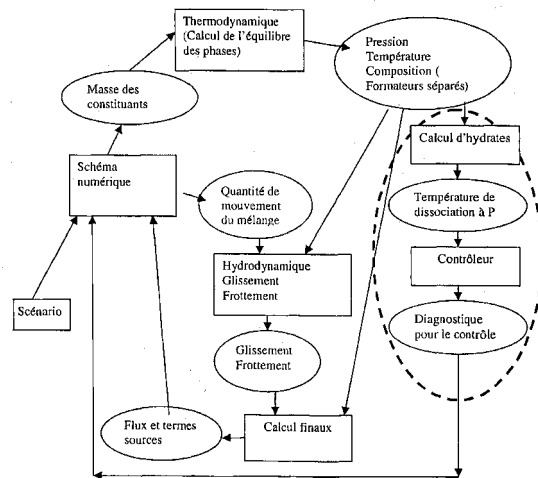 Thermodynamique
(Calcul de l'équilibre
des phases)
Pression
Température
Composition (
Formateurs séparés)
Masse des
constituants
Calcul d'hydrates
Schéma
numérique
Quantité de
mouvement
du mélange
Température de
dissociation à P
Hydrodynamique
Glissement
Frottement
Contrôleur
Scénario
Diagnostique
pour le contrôle
Glissement
Frottement
Flux et termes
sources
Calcul finaux